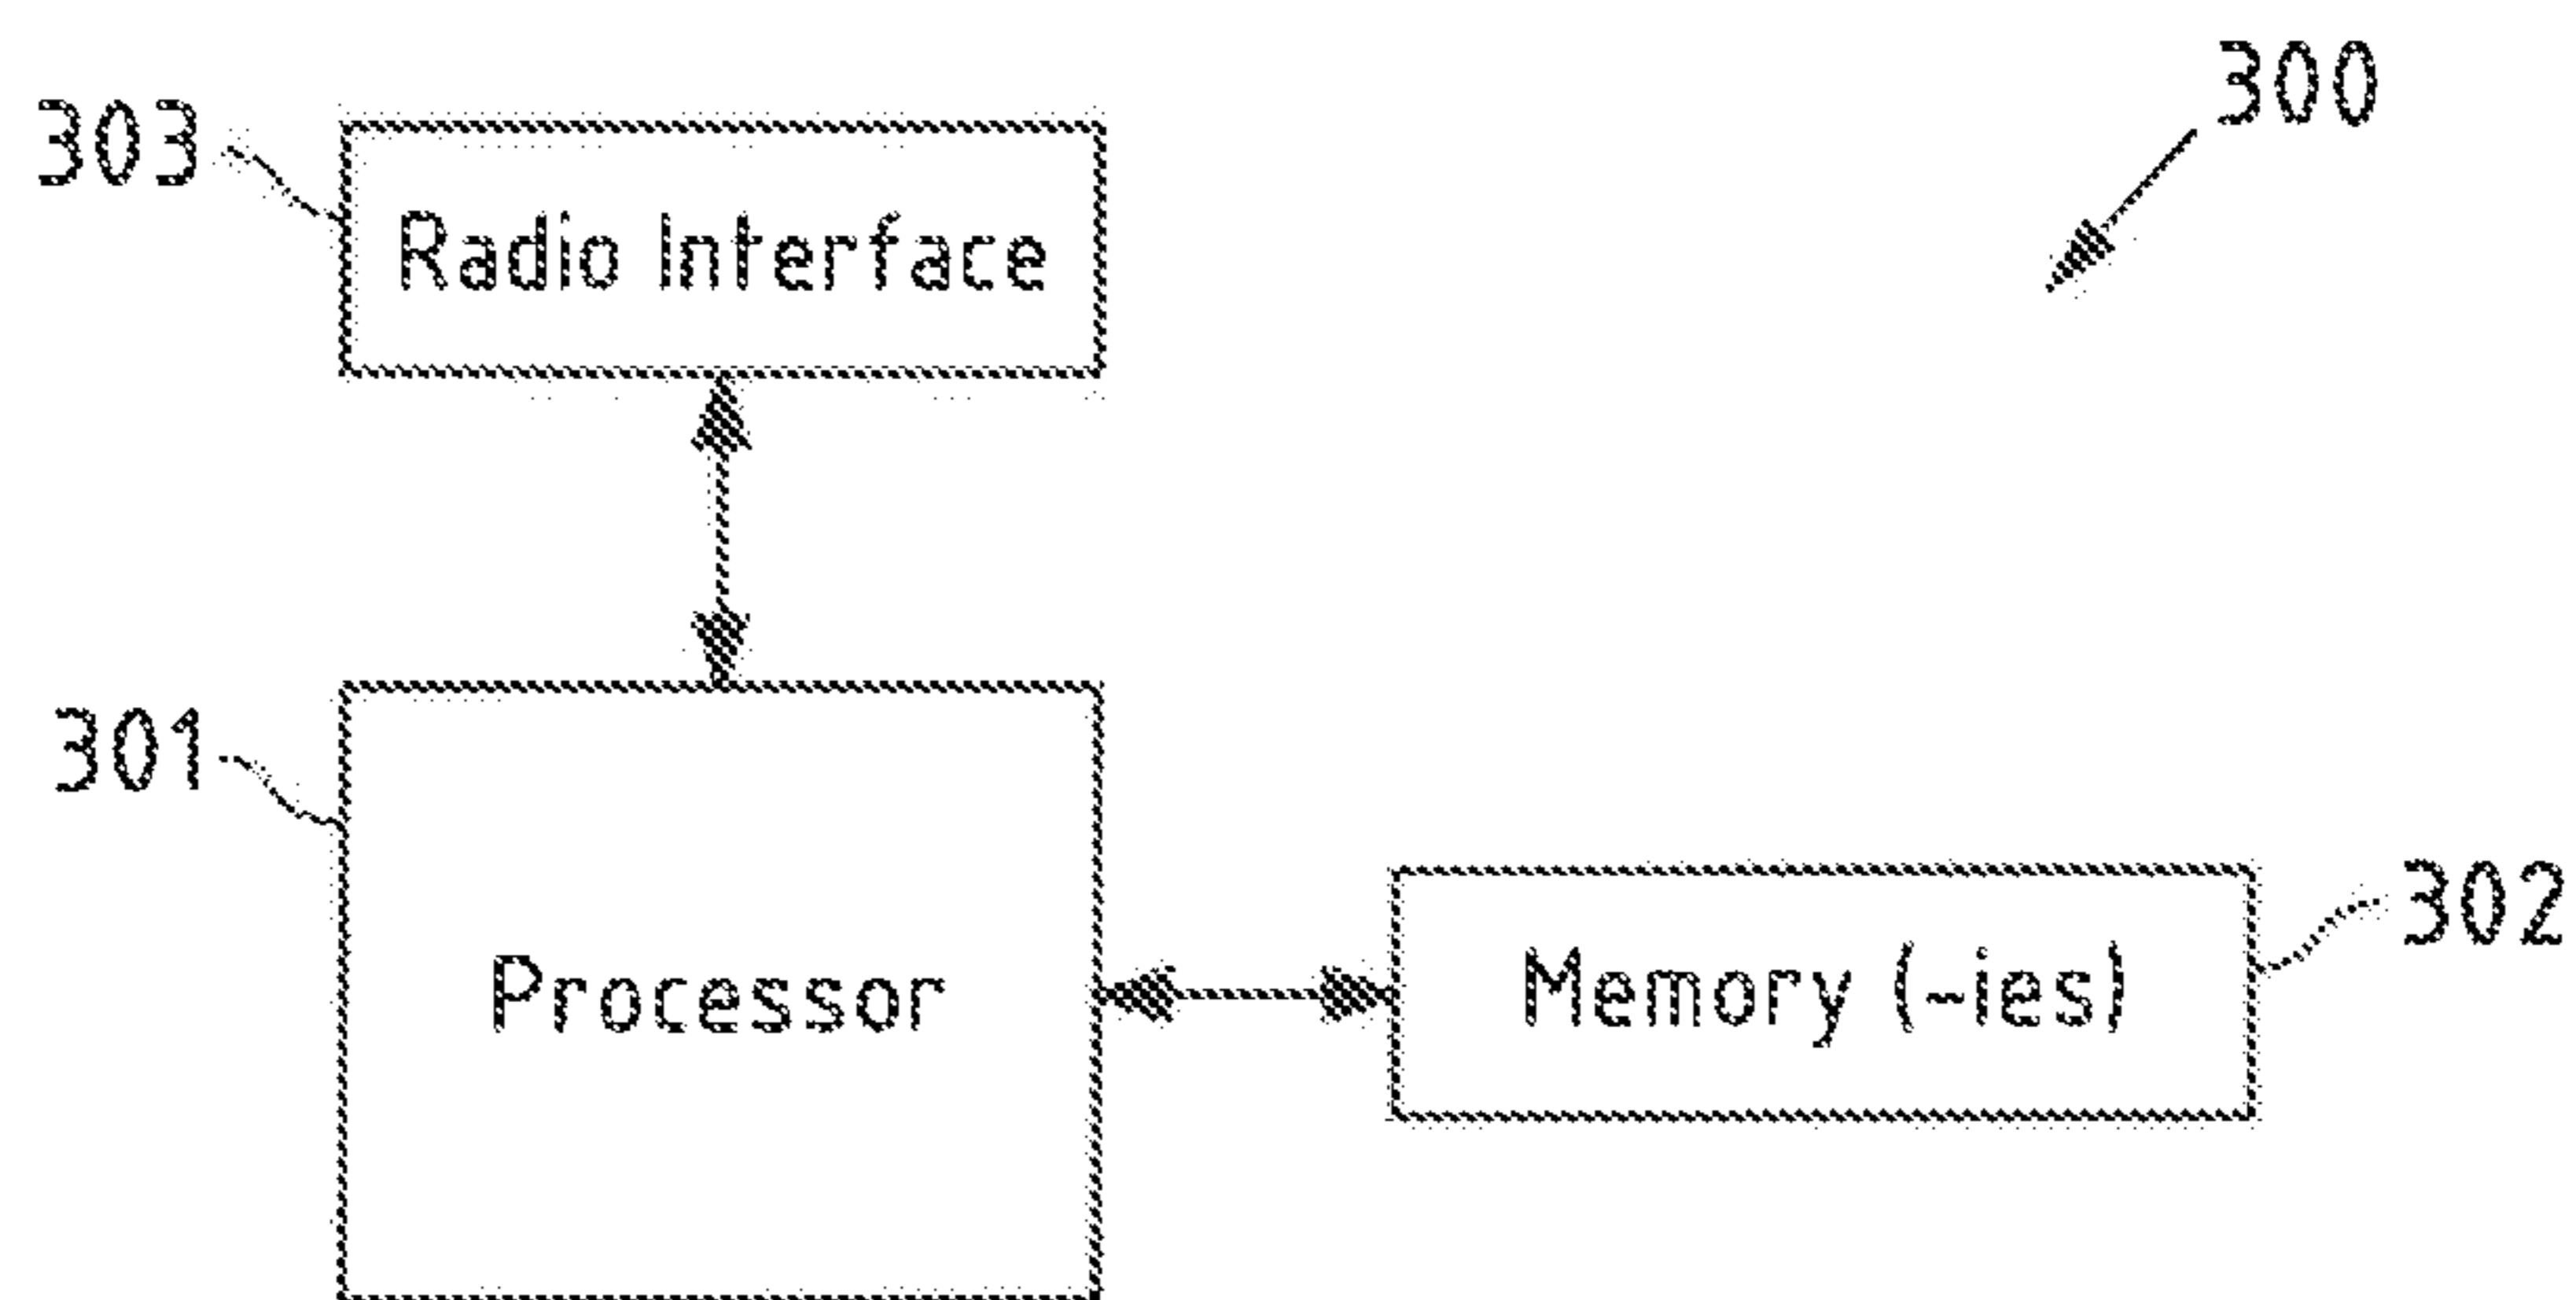 300
303
Radio Interface
301
Processor
Memory (~ies)
302